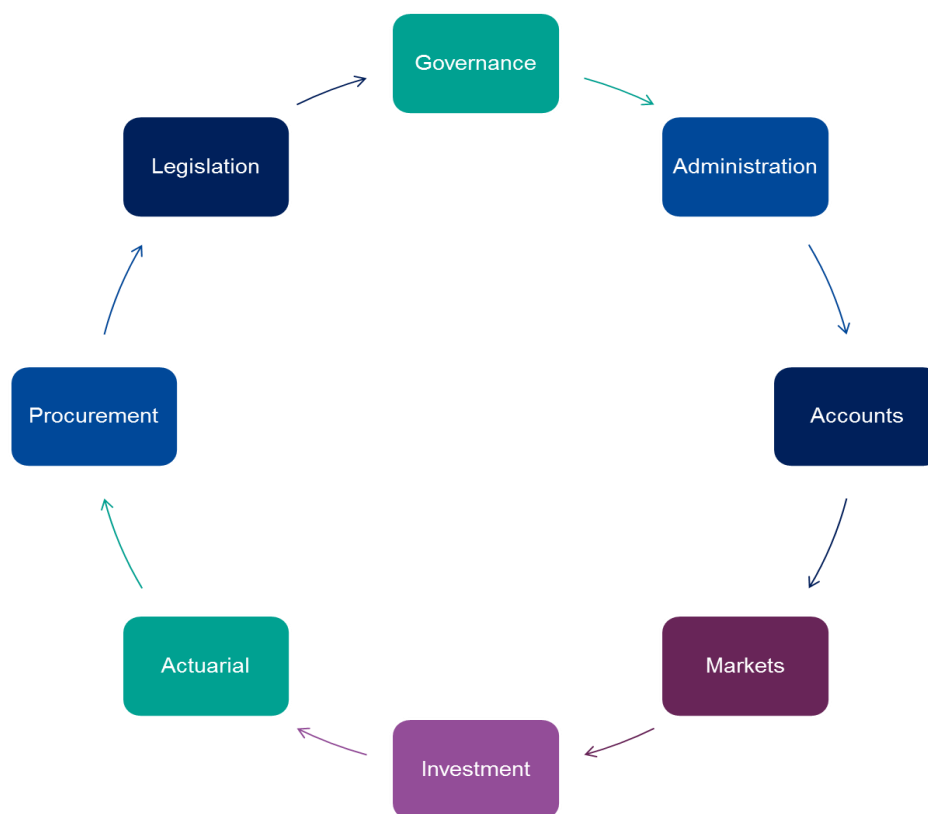 Governance
Administration
Accounts
Markets
Investment
Actuarial
Procurement
Legislation